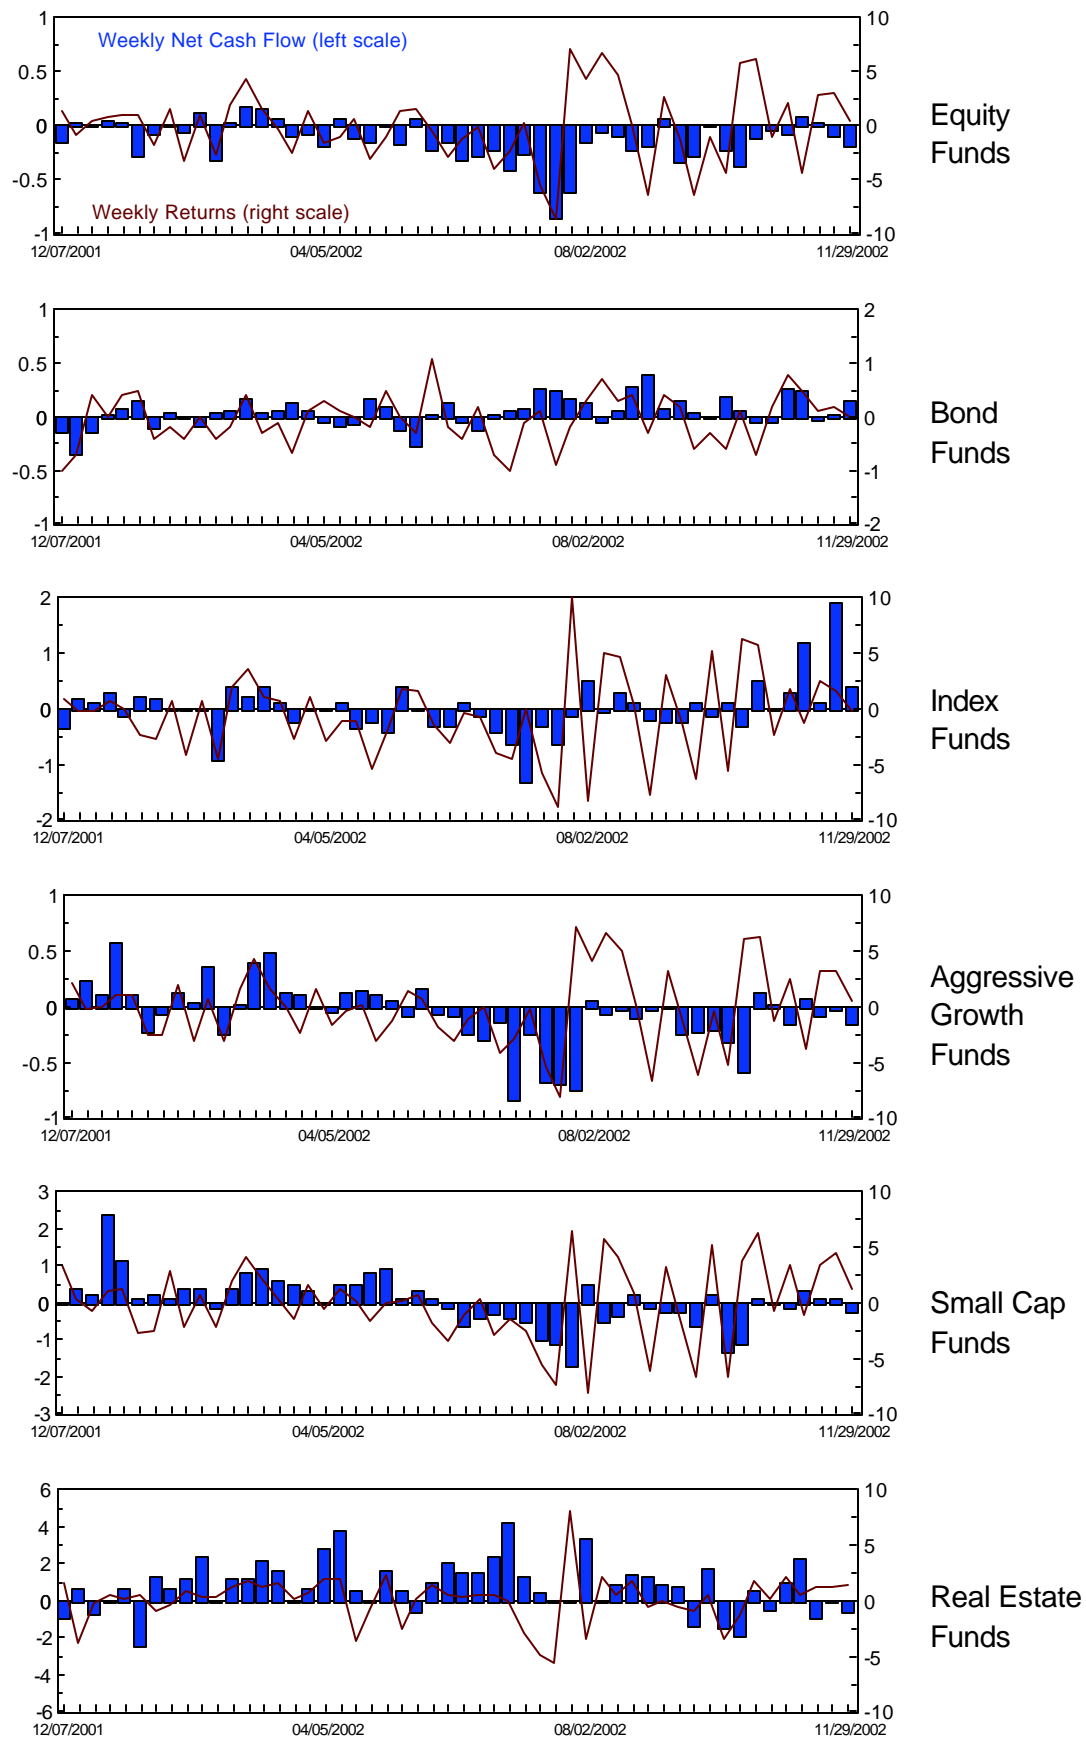 1 10
Weekly Net Cash Flow (left scale)
0.5 5
Equity
0 0
Funds
-0.5 -5
Weekly Returns (right scale)
-1 -10
12/07/2001 04/05/2002 08/02/2002 11/29/2002
1 2
0.5 1
Bond
0 0
Funds
-0.5 -1
-1 -2
12/07/2001 04/05/2002 08/02/2002 11/29/2002
2 10
1 5
Index
0 0
Funds
-1 -5
-2 -10
12/07/2001 04/05/2002 08/02/2002 11/29/2002
1 10
0.5 5
Aggressive
0 0
Growth
Funds
-0.5 -5
-1 -10
12/07/2001 04/05/2002 08/02/2002 11/29/2002
3 10
2
5
1
0 0
Small Cap
Funds
-1
-5
-2
-3 -10
12/07/2001 04/05/2002 08/02/2002 11/29/2002
6 10
4
5
2
0 0
Real Estate
Funds
-2
-5
-4
-6 -10
12/07/2001 04/05/2002 08/02/2002 11/29/2002